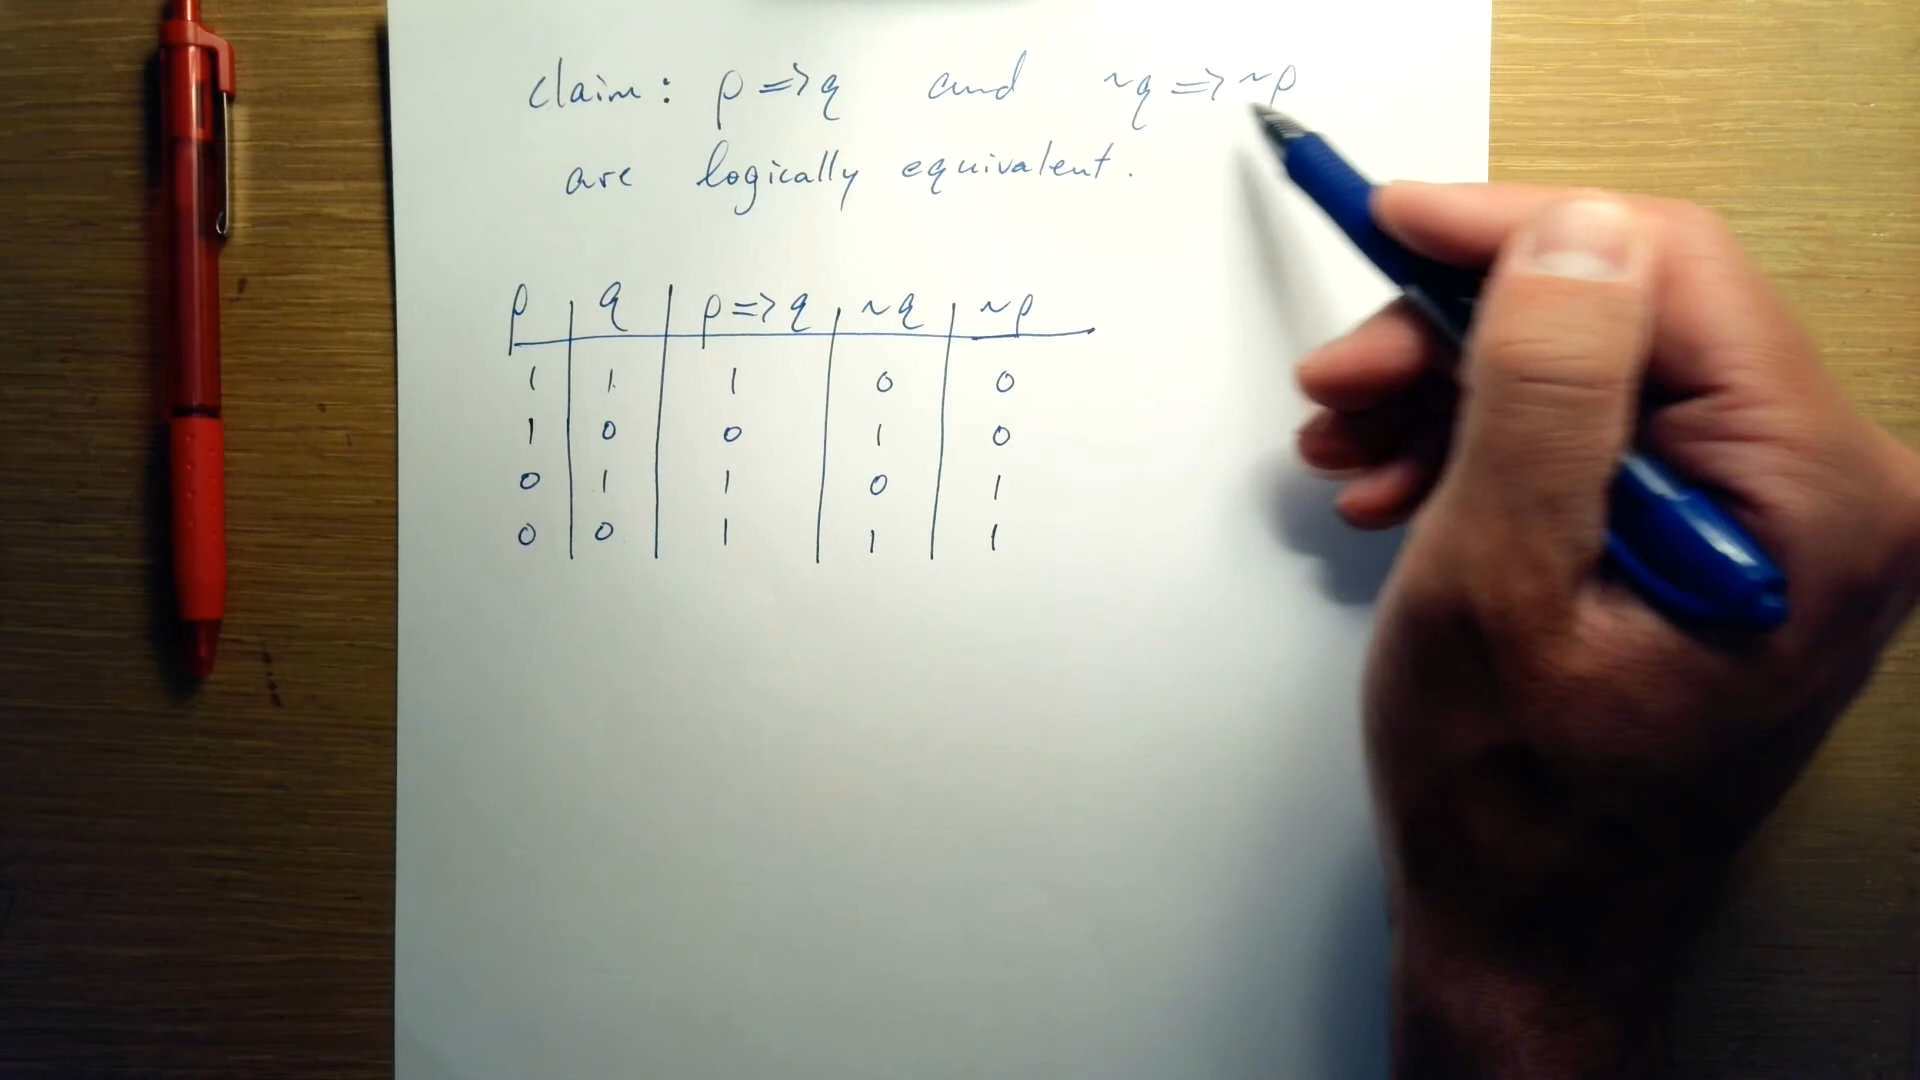 claim: p => q and ~q => ~p
are logically equivalent.
p q p => q ~q ~p
1 1 1 0 0
1 0 0 1 0
0 1 1 0 1
0 0 1 1 1